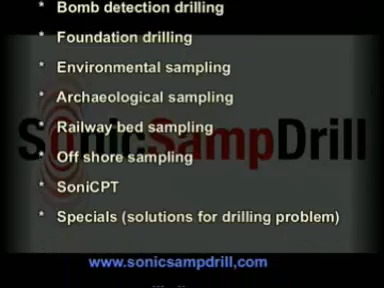 * Bomb detection drilling
* Foundation drilling
* Environmental sampling
* Archaeological sampling
* Railway bed sampling
SonicSampDrill
* Off shore sampling
* SoniCPT
* Specials (solutions for drilling problem)
www.sonicsampdrill,com